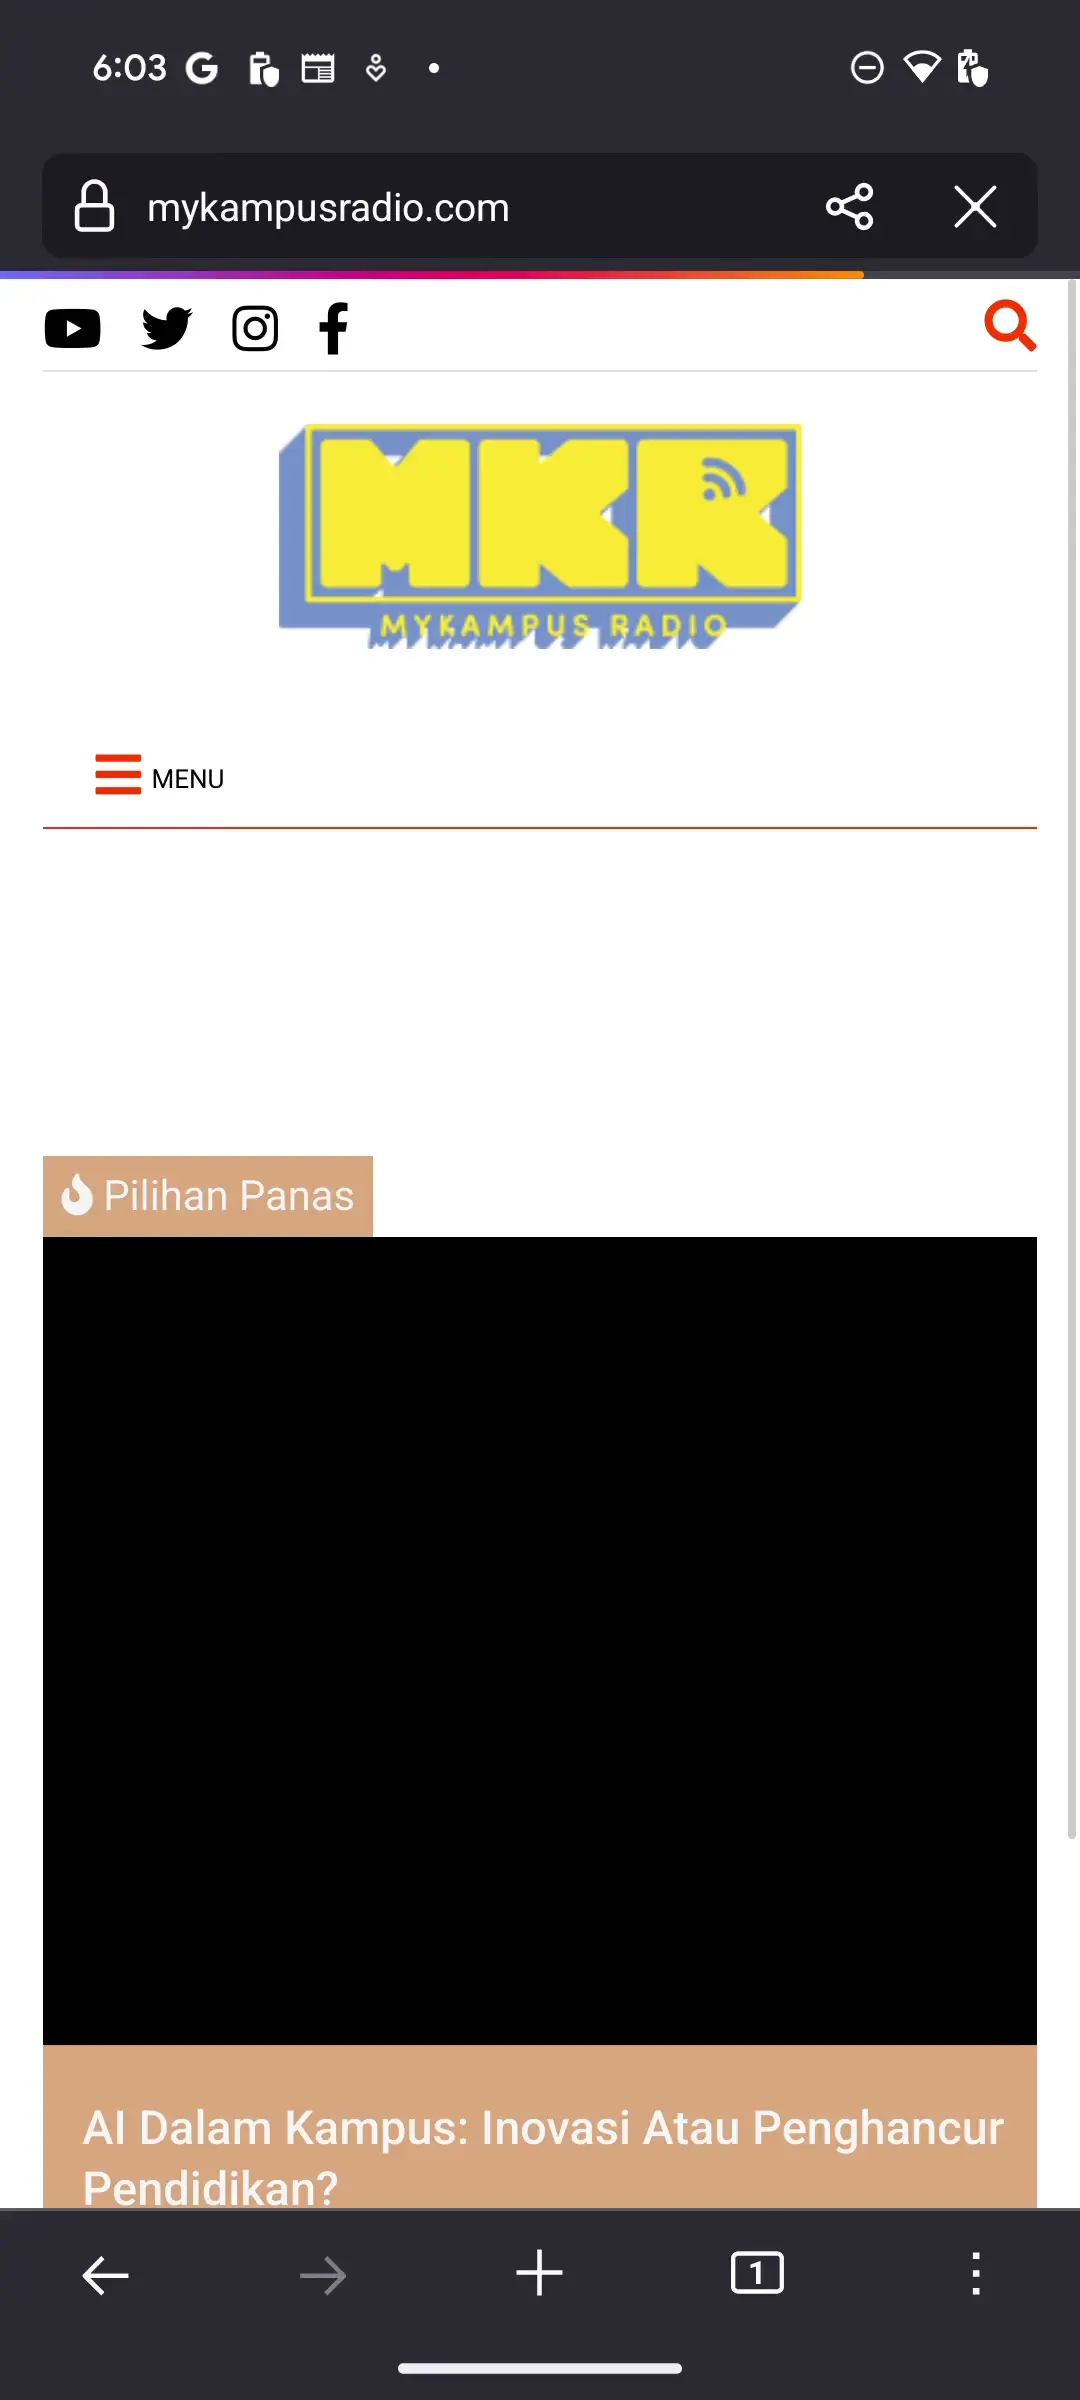 6:03
mykampusradio.com
MKR
MYKAMPUS RADIO
MENU
Pilihan Panas
AI Dalam Kampus: Inovasi Atau Penghancur
Pendidikan?
1